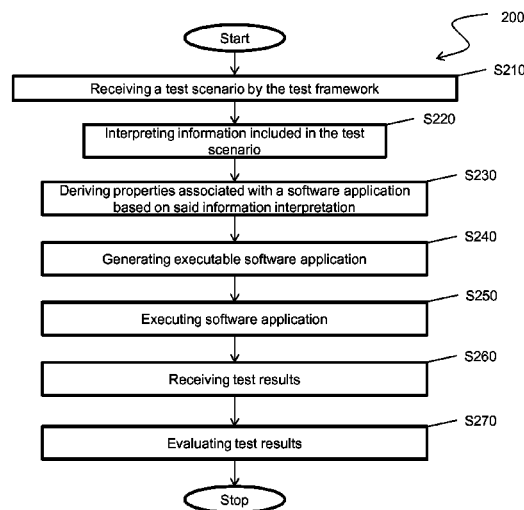 200
Start
S210
Receiving a test scenario by the test framework
S220
Interpreting information included in the test
scenario
S230
Deriving properties associated with a software application
based on said information interpretation
S240
Generating executable software application
S250
Executing software application
S260
Receiving test results
S270
Evaluating test results
Stop